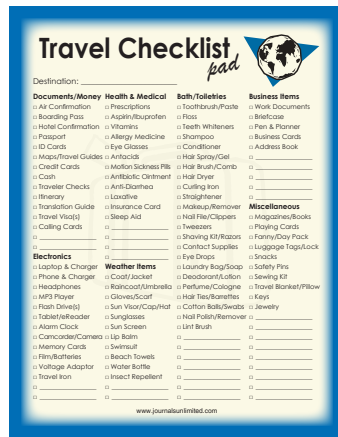 Travel Checklist
pad
Destination:
Documents/Money
Air Confirmation
Boarding Pass
Hotel Confirmation
Passport
ID Cards
Maps/Travel Guides
Credit Cards
Cash
Traveler Checks
Itinerary
Translation Guide
Travel Visa(s)
Calling Cards
Electronics
Laptop & Charger
Phone & Charger
Headphones
MP3 Player
Flash Drive(s)
Tablet/eReader
Alarm Clock
Camcorder/Camera
Memory Cards
Film/Batteries
Voltage Adaptor
Travel Iron
Health & Medical
Prescriptions
Aspirin/Ibuprofen
Vitamins
Allergy Medicine
Eye Glasses
Antacids
Motion Sickness Pills
Antibiotic Ointment
Anti-Diarrhea
Laxative
Insurance Card
Sleep Aid
Weather Items
Coat/Jacket
Raincoat/Umbrella
Gloves/Scarf
Sun Visor/Cap/Hat
Sunglasses
Sun Screen
Lip Balm
Swimsuit
Beach Towels
Water Bottle
Insect Repellent
Bath/Toiletries
Toothbrush/Paste
Floss
Teeth Whiteners
Shampoo
Conditioner
Hair Spray/Gel
Hair Brush/Comb
Hair Dryer
Curling Iron
Straightener
Makeup/Remover
Nail File/Clippers
Tweezers
Shaving Kit/Razors
Contact Supplies
Eye Drops
Laundry Bag/Soap
Deodorant/Lotion
Perfume/Cologne
Hair Ties/Barrettes
Cotton Balls/Swabs
Nail Polish/Remover
Lint Brush
Business Items
Work Documents
Briefcase
Pen & Planner
Business Cards
Address Book
Miscellaneous
Magazines/Books
Playing Cards
Fanny/Day Pack
Luggage Tags/Lock
Snacks
Safety Pins
Sewing Kit
Travel Blanket/Pillow
Keys
Jewelry
www.journalsunlimited.com